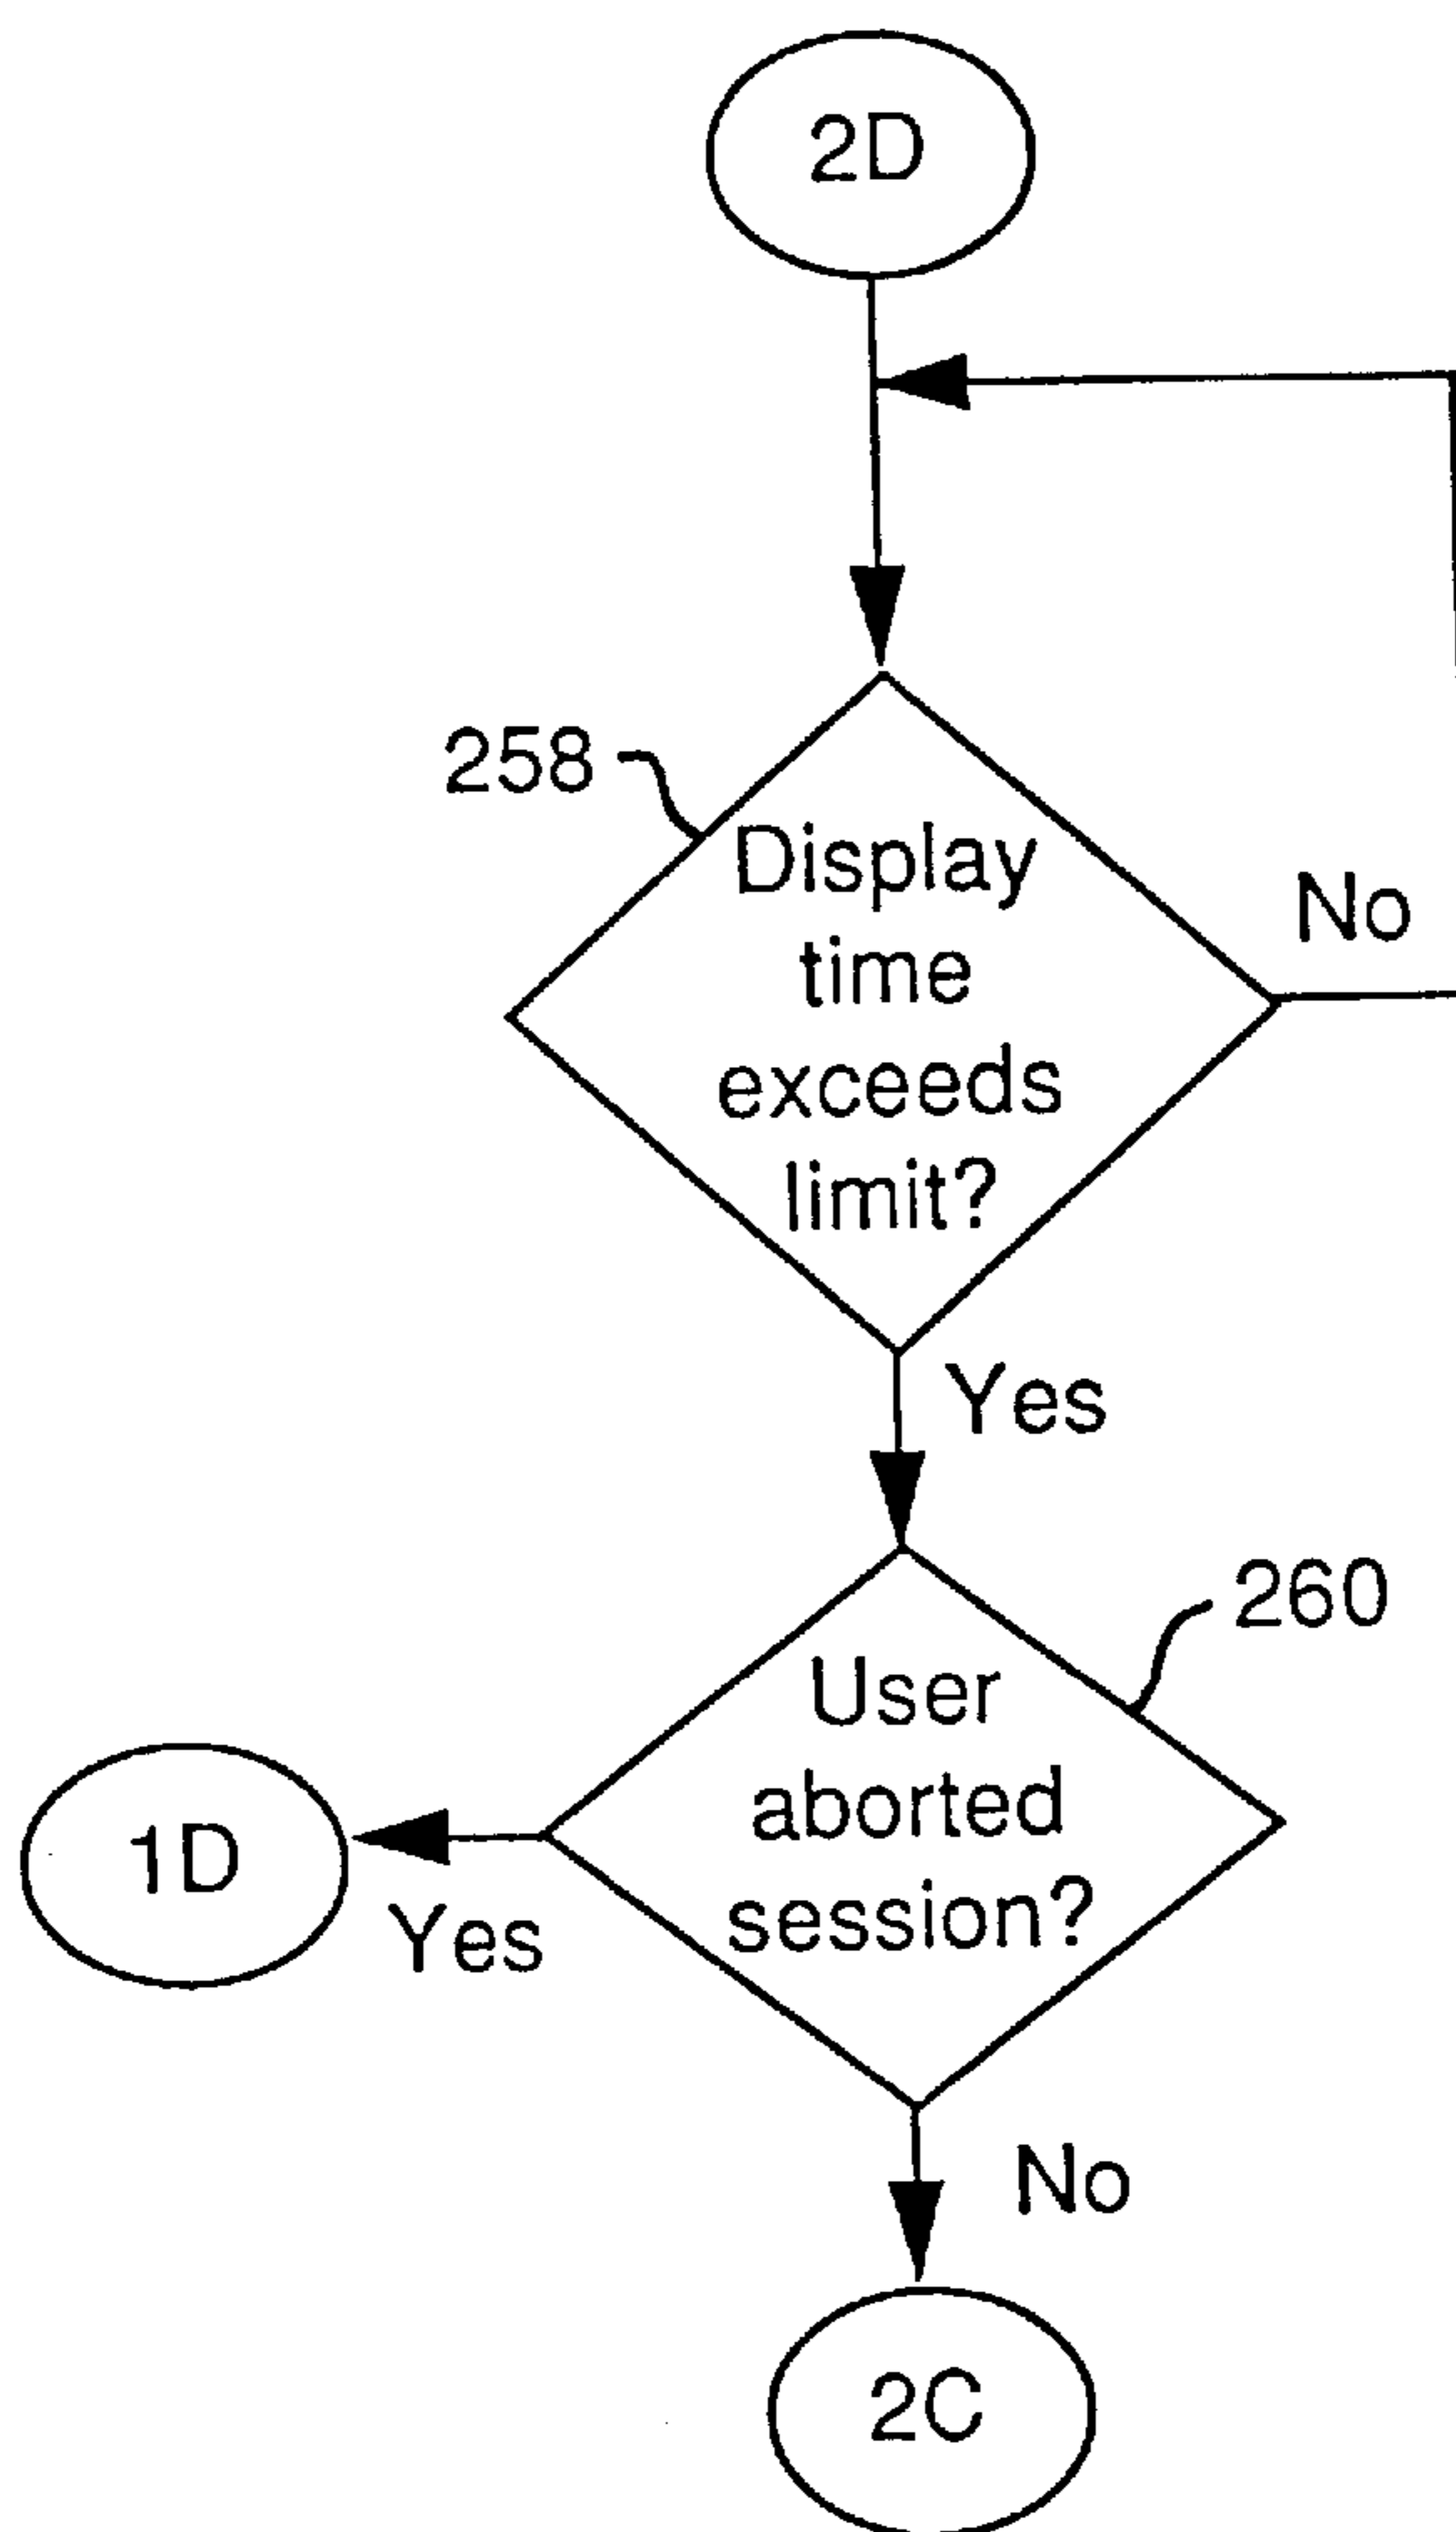 2D
258
Display
time
exceeds
limit?
No
Yes
260
User
aborted
session?
1D
Yes
No
2C